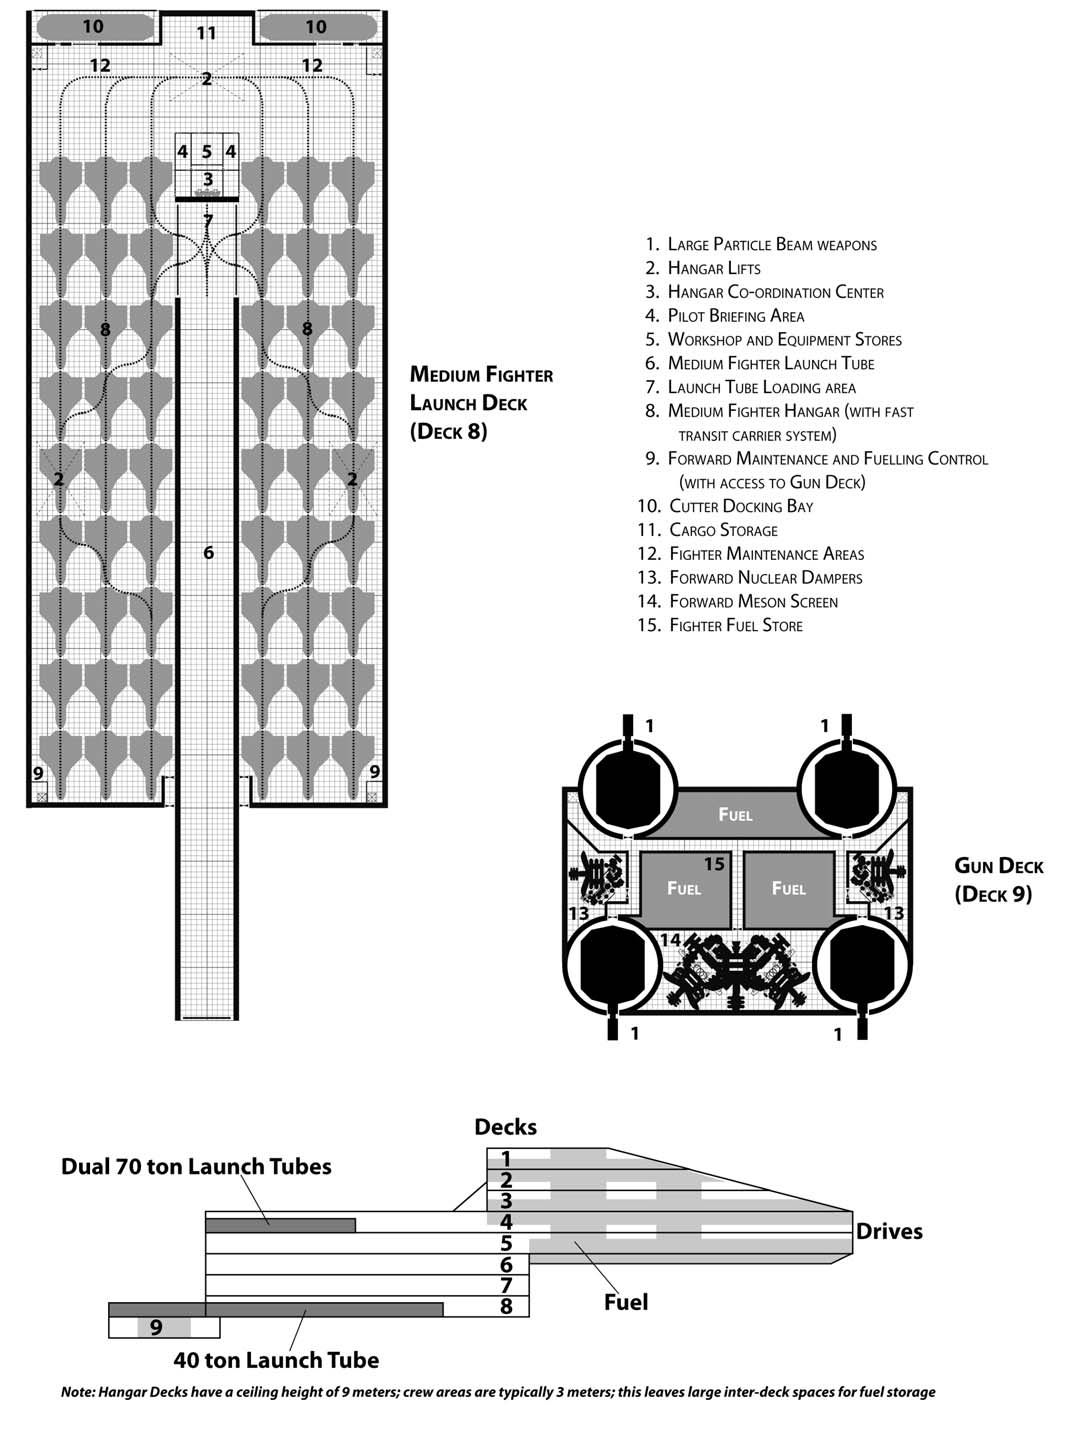 10
11
10
12
2
12
4
5
4
3
7
8
8
2
2
6
9
9
Medium Fighter
Launch Deck
(Deck 8)
1. Large Particle Beam weapons
2. Hangar Lifts
3. Hangar Co-ordination Center
4. Pilot Briefing Area
5. Workshop and Equipment Stores
6. Medium Fighter Launch Tube
7. Launch Tube Loading area
8. Medium Fighter Hangar (with fast
transit carrier system)
9. Forward Maintenance and Fuelling Control
(with access to Gun Deck)
10. Cutter Docking Bay
11. Cargo Storage
12. Fighter Maintenance Areas
13. Forward Nuclear Dampers
14. Forward Meson Screen
15. Fighter Fuel Store
1
1
Fuel
15
Fuel
Fuel
13
13
14
1
1
Gun Deck
(Deck 9)
Decks
Dual 70 ton Launch Tubes
1
2
3
4
5
6
7
8
9
Drives
Fuel
40 ton Launch Tube
Note: Hangar Decks have a ceiling height of 9 meters; crew areas are typically 3 meters; this leaves large inter-deck spaces for fuel storage